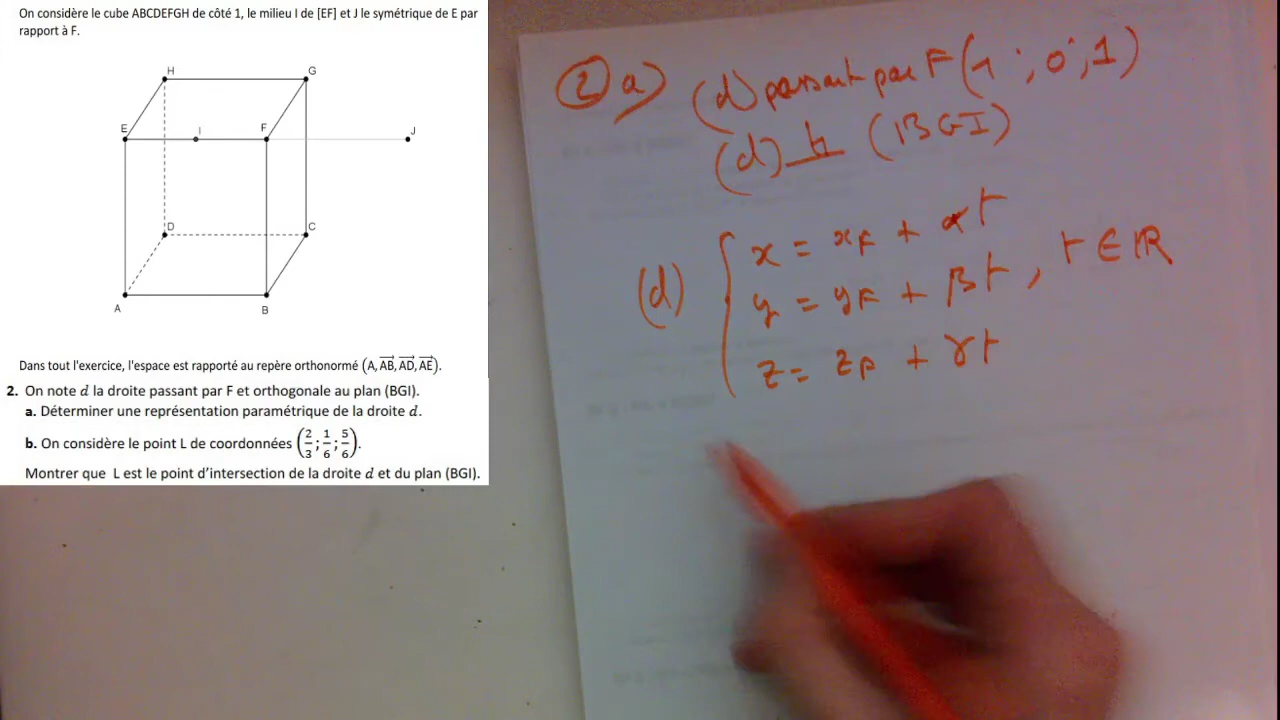 On considère le cube ABCDEFGH de côté 1, le milieu I de [EF] et J le symétrique de E par
rapport à F.
H
G
E
I
F
J
D
C
A
B
Dans tout l'exercice, l'espace est rapporté au repère orthonormé (A, AB, AD, AE).
2. On note d la droite passant par F et orthogonale au plan (BGI).
a. Déterminer une représentation paramétrique de la droite d.
b. On considère le point L de coordonnées (2/3 ; 1/6 ; 5/6).
Montrer que L est le point d'intersection de la droite d et du plan (BGI).
② a) (d) passant par F (1 ; 0 ; 1)
(d) ⊥ (BGI)
(d) { x = xF + αt
y = yF + βt , t ∈ ℝ
z = zF + γt